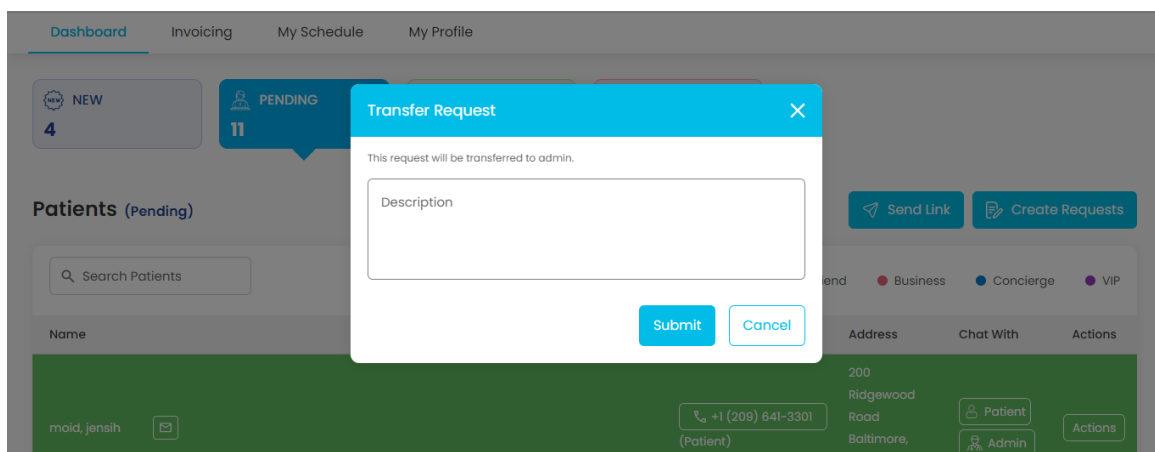 Dashboard Invoicing My Schedule My Profile
NEW NEW
4
PENDING
11
Transfer Request
This request will be transferred to admin.
Description
Submit Cancel
Patients (Pending)
Send Link Create Requests
Search Patients
end Business Concierge VIP
Name Address Chat With Actions
moid, jensih
+1 (209) 641-3301
(Patient)
200
Ridgewood
Road
Baltimore,
Patient
Admin
Actions